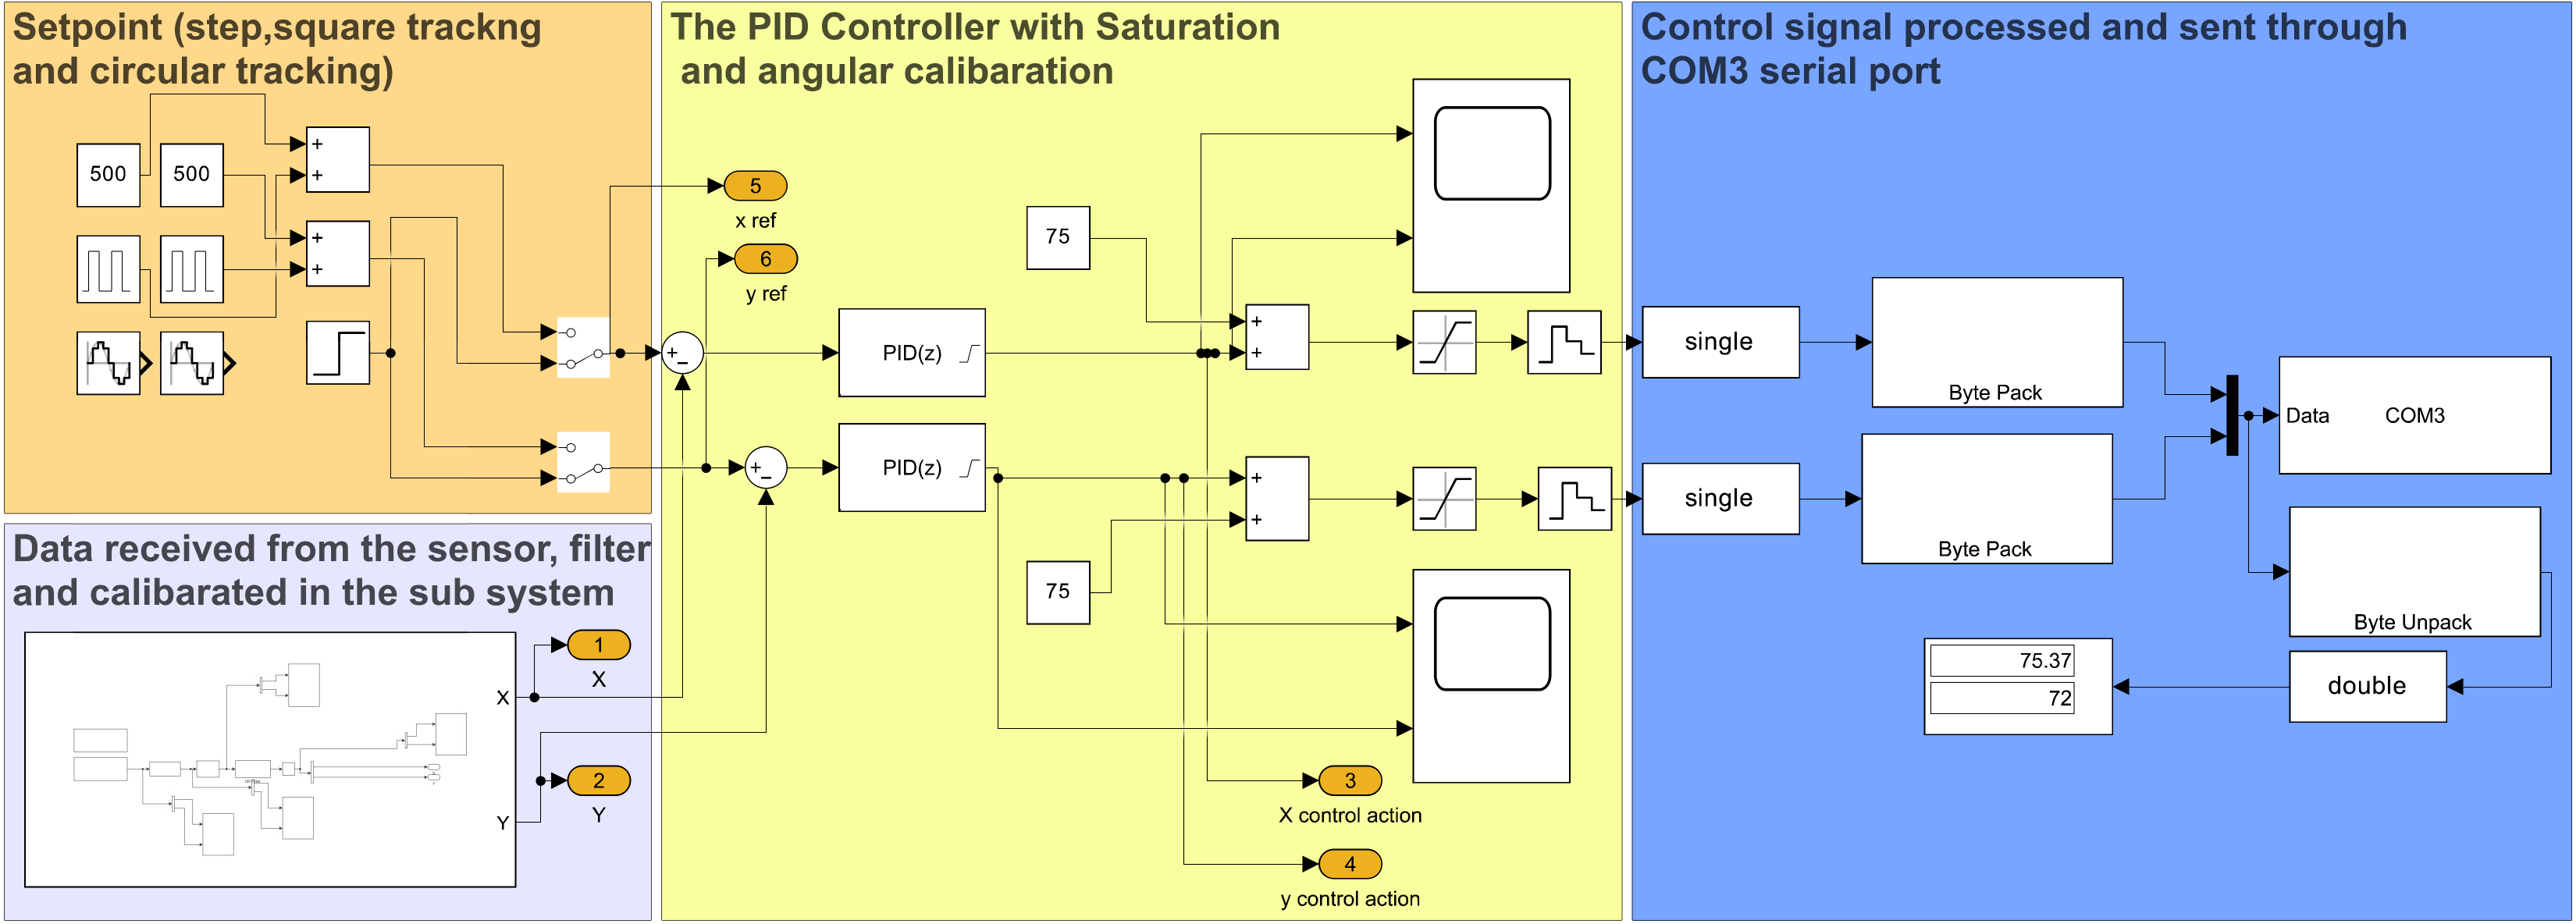 Setpoint (step,square trackng
and circular tracking)
500
500
+
+
+
+
Data received from the sensor, filter
and calibarated in the sub system
X
Y
1
X
2
Y
The PID Controller with Saturation
and angular calibaration
5
x ref
6
y ref
75
+
−
PID(z)
+
+
+
−
PID(z)
+
+
75
3
X control action
4
y control action
Control signal processed and sent through
COM3 serial port
single
Byte Pack
Data
COM3
single
Byte Pack
Byte Unpack
75.37
72
double